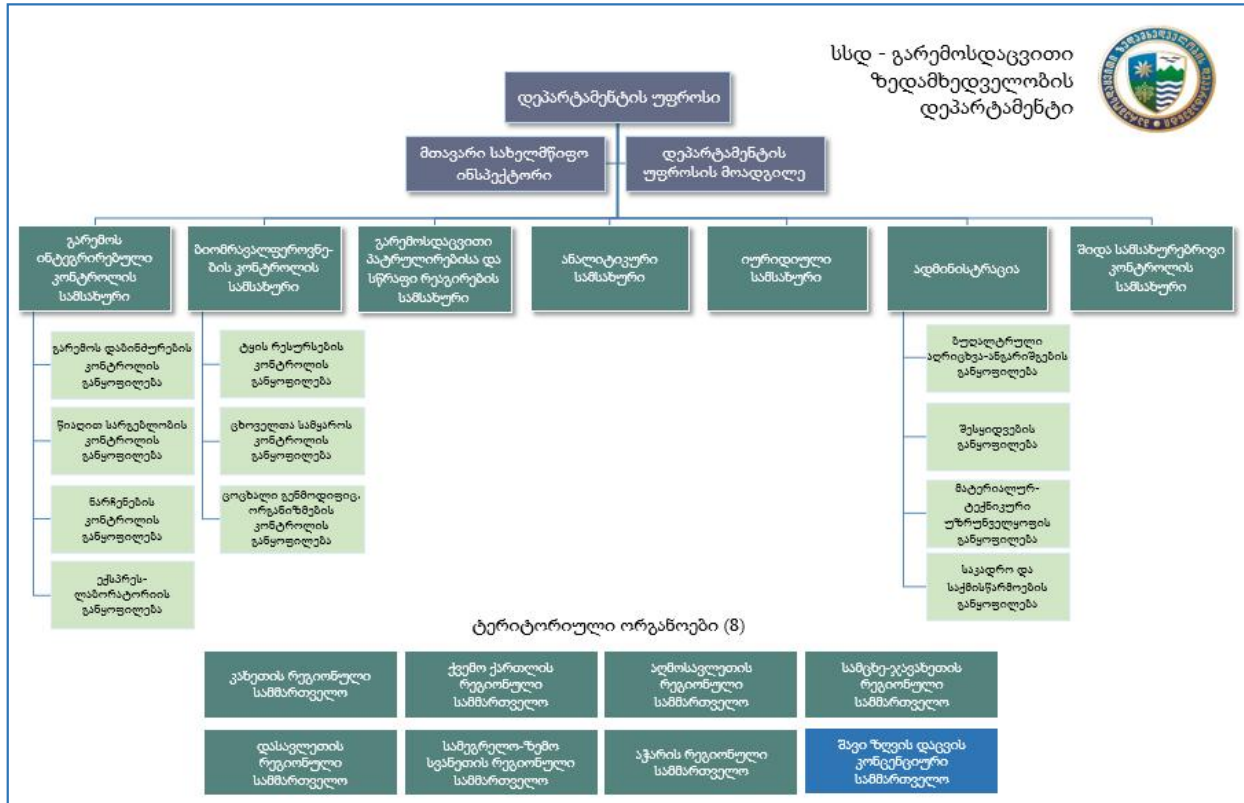 სსდ - გარემოსდაცვითი
ზედამხედველობის
დეპარტამენტი
დეპარტამენტის უფროსი
მთავარი სახელმწიფო
ინსპექტორი
დეპარტამენტის
უფროსის მოადგილე
გარემოს
ინტეგრირებული
კონტროლის
სამსახური
ბიომრავალფეროვნე-
ბის კონტროლის
სამსახური
გარემოსდაცვითი
პატრულირებისა და
სწრაფი რეაგირების
სამსახური
ანალიტიკური
სამსახური
იურიდიული
სამსახური
ადმინისტრაცია
შიდა სამსახურებრივი
კონტროლის
სამსახური
გარემოს დაბინძურების
კონტროლის
განყოფილება
წიაღით სარგებლობის
კონტროლის
განყოფილება
ნარჩენების
კონტროლის
განყოფილება
ექსპრეს-
ლაბორატორიის
განყოფილება
ტყის რესურსების
კონტროლის
განყოფილება
ცხოველთა სამყაროს
კონტროლის
განყოფილება
ცოცხალი გენმოდიფიც.
ორგანიზმების
კონტროლის
განყოფილება
ბუღალტრული
აღრიცხვა-ანგარიშგების
განყოფილება
შესყიდვების
განყოფილება
მატერიალურ-
ტექნიკური
უზრუნველყოფის
განყოფილება
საკადრო და
საქმისწარმოების
განყოფილება
ტერიტორიული ორგანოები (8)
კახეთის რეგიონული
სამმართველო
ქვემო ქართლის
რეგიონული
სამმართველო
აღმოსავლეთის
რეგიონული
სამმართველო
სამცხე-ჯავახეთის
რეგიონული
სამმართველო
დასავლეთის
რეგიონული
სამმართველო
სამეგრელო-ზემო
სვანეთის რეგიონული
სამმართველო
აჭარის რეგიონული
სამმართველო
შავი ზღვის დაცვის
კონცენციური
სამმართველო